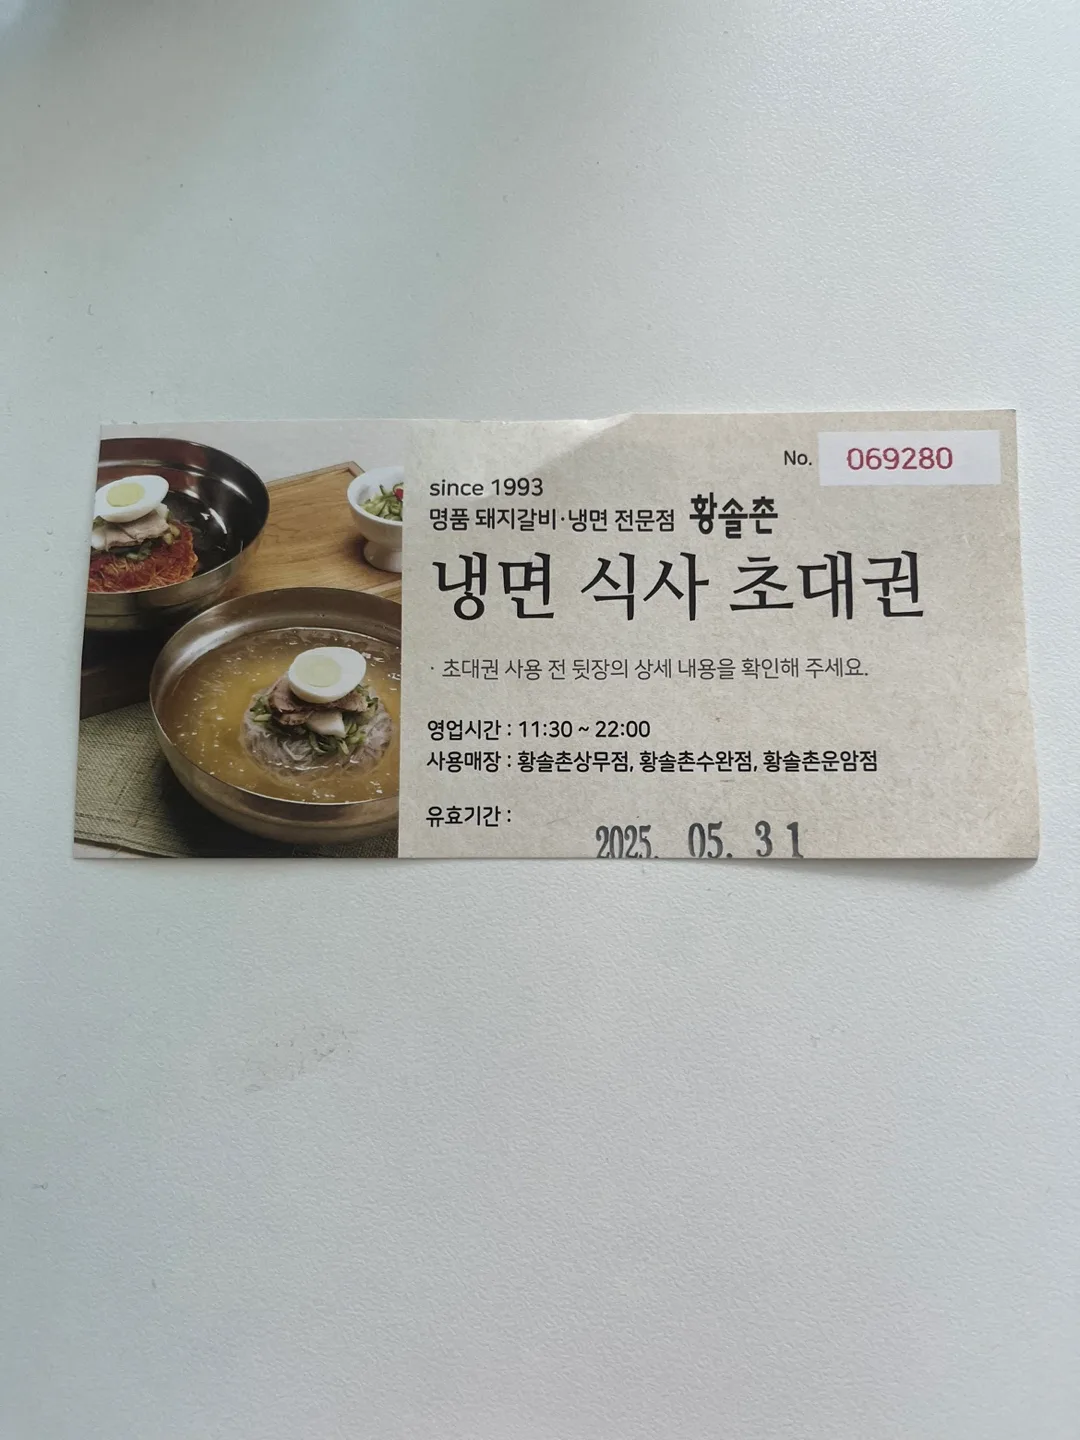 No. 069280
since 1993
명품 돼지갈비·냉면 전문점 황솔촌
냉면 식사 초대권
· 초대권 사용 전 뒷장의 상세 내용을 확인해 주세요.
영업시간 : 11:30 ~ 22:00
사용매장 : 황솔촌상무점, 황솔촌수완점, 황솔촌운암점
유효기간 :
2025. 05. 31